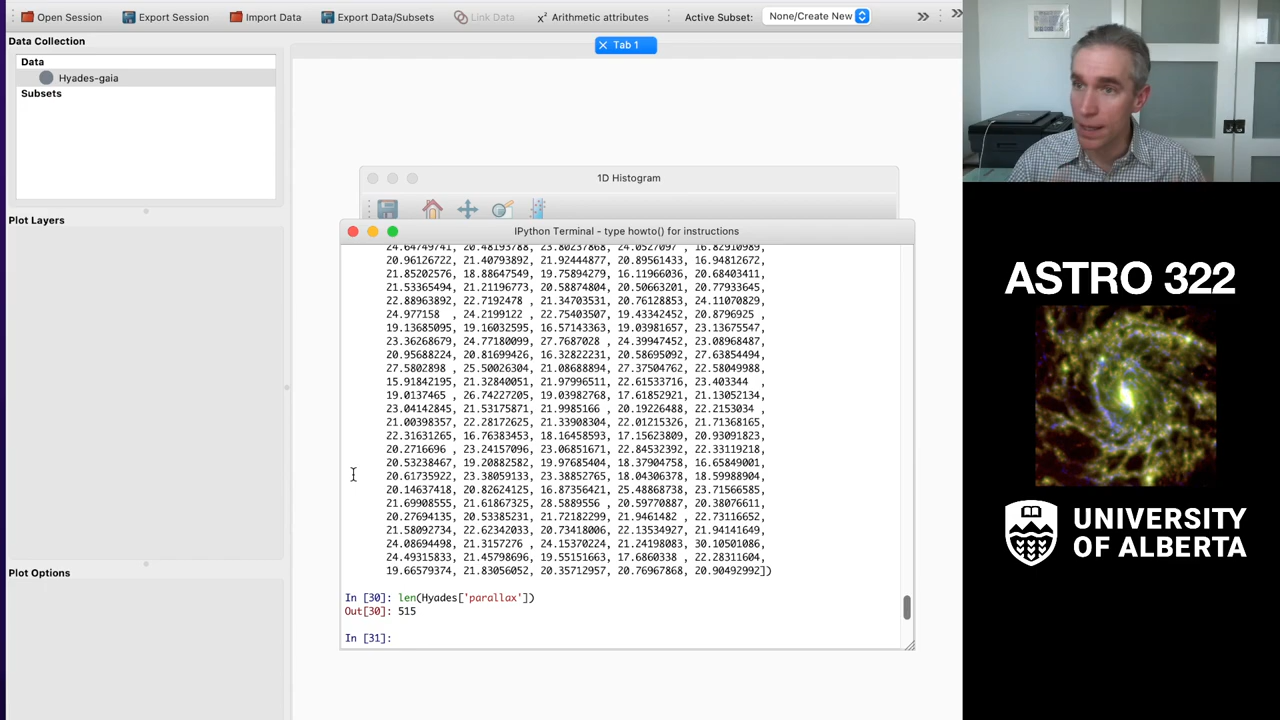 Open Session Export Session Import Data Export Data/Subsets Link Data x² Arithmetic attributes Active Subset: None/Create New » »
Data Collection
Tab 1
Data
Hyades-gaia
Subsets
1D Histogram
Plot Layers
IPython Terminal - type howto() for instructions
24.64749741, 20.48193788, 23.80237868, 24.0527097 , 16.82910989,
20.96126722, 21.40793892, 21.92444877, 20.89561433, 16.94812672,
21.85202576, 18.88647549, 19.75894279, 16.11966036, 20.68403411,
21.53565494, 21.21196773, 20.58874804, 20.50663201, 20.77933645,
22.88963892, 22.7192478 , 21.34703531, 20.76128853, 24.11070829,
24.977158 , 24.2199122 , 22.75403507, 19.43342452, 20.8796925 ,
19.13685095, 19.16032595, 16.57143363, 19.03981657, 23.13675547,
23.36268679, 24.77180099, 27.7687028 , 24.39947452, 23.08968487,
20.95688224, 20.81699426, 16.32822231, 20.58695092, 27.63854494,
27.5802898 , 25.50026304, 21.08688894, 27.37504762, 22.58049988,
15.91842195, 21.32840051, 21.97996511, 22.61533716, 23.403344 ,
19.0137465 , 26.74227205, 19.03982768, 17.61852921, 21.13052134,
23.04142845, 21.53175871, 21.9985166 , 20.19226488, 22.2153034 ,
21.00398357, 22.28172625, 21.33908304, 22.01215326, 21.71368165,
22.31631265, 16.76383453, 18.16458593, 17.15623809, 20.93091823,
20.2716696 , 23.24157096, 23.06851671, 22.84532392, 22.33119218,
20.53238467, 19.20882582, 19.97685404, 18.37904758, 16.65849001,
20.61735922, 23.38059133, 23.38852765, 18.04306378, 18.59988904,
20.14637418, 20.82624125, 16.87356421, 25.48868738, 23.71566585,
21.69908555, 21.61867325, 28.5889556 , 20.59770887, 20.38076611,
20.27694135, 20.53385231, 21.72182299, 21.9461482 , 22.73116652,
21.58092734, 22.62342033, 20.73418006, 22.13534927, 21.94141649,
24.08694498, 21.3157276 , 24.15370224, 21.24198083, 30.10501086,
24.49315833, 21.45798696, 19.55151663, 17.6860338 , 22.28311604,
19.66579374, 21.83056052, 20.35712957, 20.76967868, 20.90492992])
In [30]: len(Hyades['parallax'])
Out[30]: 515
In [31]:
Plot Options
ASTRO 322
UNIVERSITY
OF ALBERTA